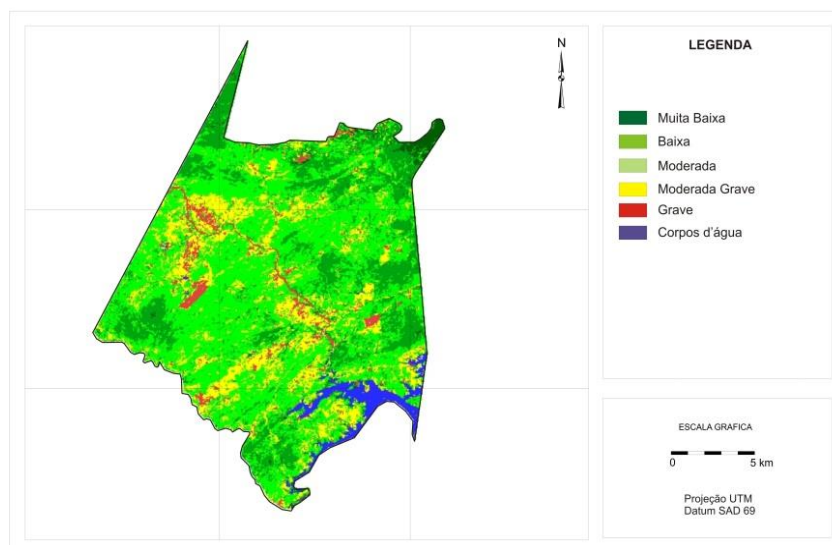 N
LEGENDA
Muita Baixa
Baixa
Moderada
Moderada Grave
Grave
Corpos d'água
ESCALA GRAFICA
0 5 km
Projeção UTM
Datum SAD 69